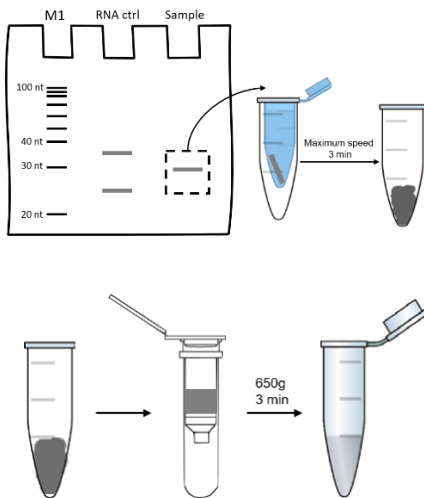 M1 RNA ctrl Sample
100 nt
40 nt
30 nt
20 nt
Maximum speed
3 min
650g
3 min